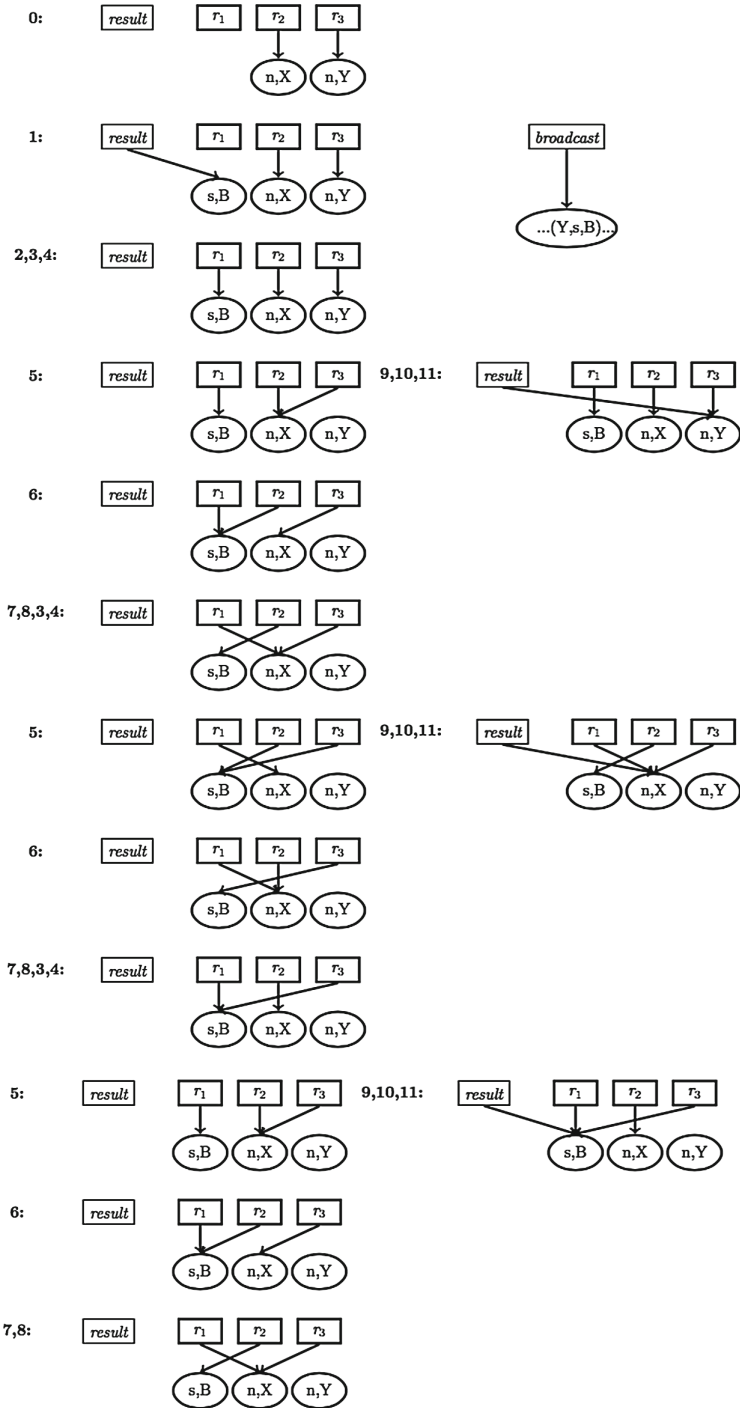 0: result r₁ r₂ r₃
n,X n,Y
1: result r₁ r₂ r₃ broadcast
s,B n,X n,Y ...(Y,s,B)...
2,3,4: result r₁ r₂ r₃
s,B n,X n,Y
5: result r₁ r₂ r₃ 9,10,11: result r₁ r₂ r₃
s,B n,X n,Y s,B n,X n,Y
6: result r₁ r₂ r₃
s,B n,X n,Y
7,8,3,4: result r₁ r₂ r₃
s,B n,X n,Y
5: result r₁ r₂ r₃ 9,10,11: result r₁ r₂ r₃
s,B n,X n,Y s,B n,X n,Y
6: result r₁ r₂ r₃
s,B n,X n,Y
7,8,3,4: result r₁ r₂ r₃
s,B n,X n,Y
5: result r₁ r₂ r₃ 9,10,11: result r₁ r₂ r₃
s,B n,X n,Y s,B n,X n,Y
6: result r₁ r₂ r₃
s,B n,X n,Y
7,8: result r₁ r₂ r₃
s,B n,X n,Y